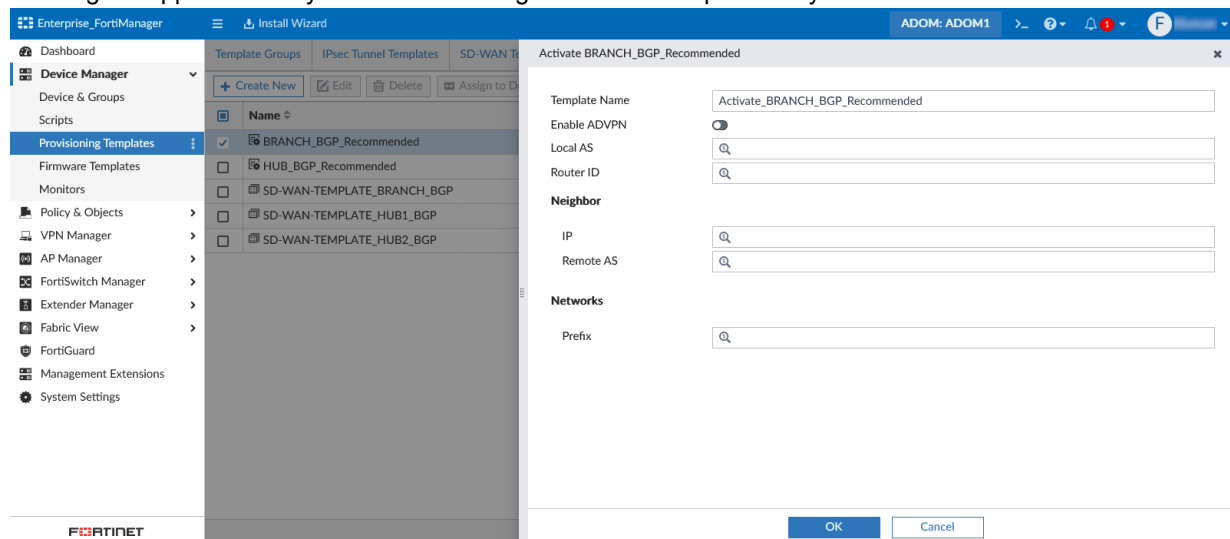 Enterprise_FortiManager
Install Wizard
ADOM: ADOM1
>_
1
F
Dashboard
Device Manager
Device & Groups
Scripts
Provisioning Templates
Firmware Templates
Monitors
Policy & Objects
VPN Manager
AP Manager
FortiSwitch Manager
Extender Manager
Fabric View
FortiGuard
Management Extensions
System Settings
FORTINET
Template Groups IPsec Tunnel Templates SD-WAN Te
+ Create New Edit Delete Assign to D
Name
BRANCH_BGP_Recommended
HUB_BGP_Recommended
SD-WAN-TEMPLATE_BRANCH_BGP
SD-WAN-TEMPLATE_HUB1_BGP
SD-WAN-TEMPLATE_HUB2_BGP
Activate BRANCH_BGP_Recommended
Template Name Activate_BRANCH_BGP_Recommended
Enable ADVPN
Local AS
Router ID
Neighbor
IP
Remote AS
Networks
Prefix
OK Cancel